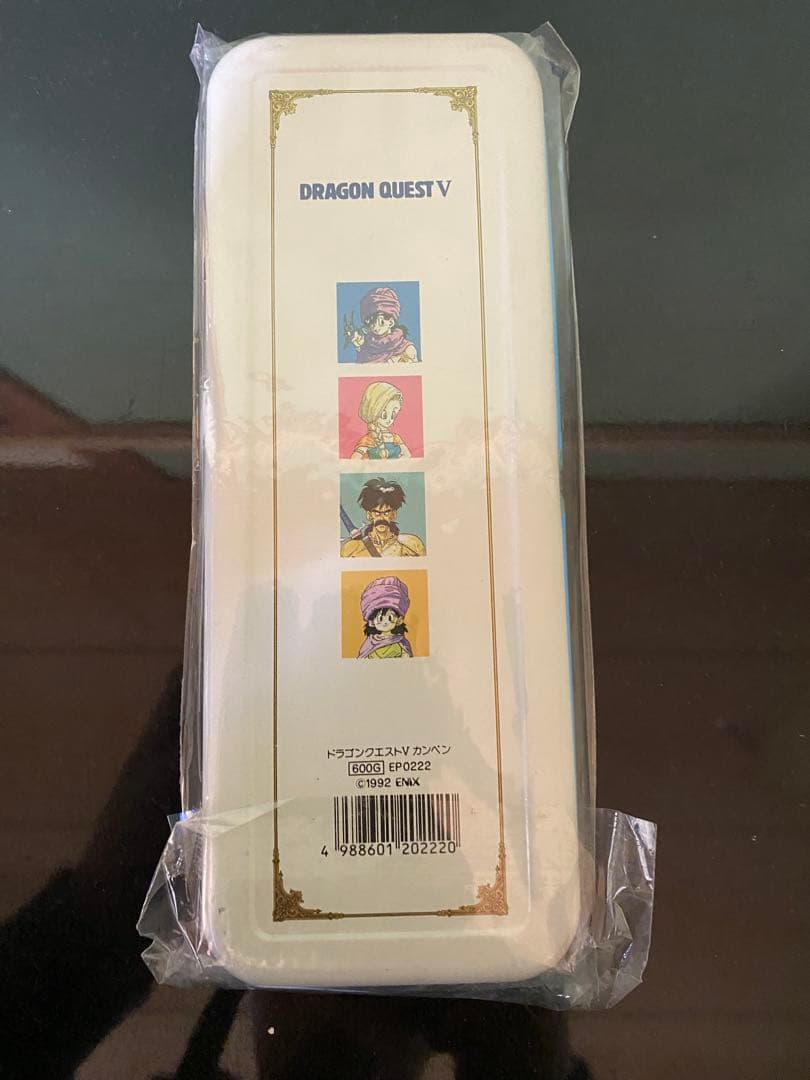 DRAGON QUEST V
ドラゴンクエストV カンペン
600G EP0222
©1992 ENIX
4 988601 202220